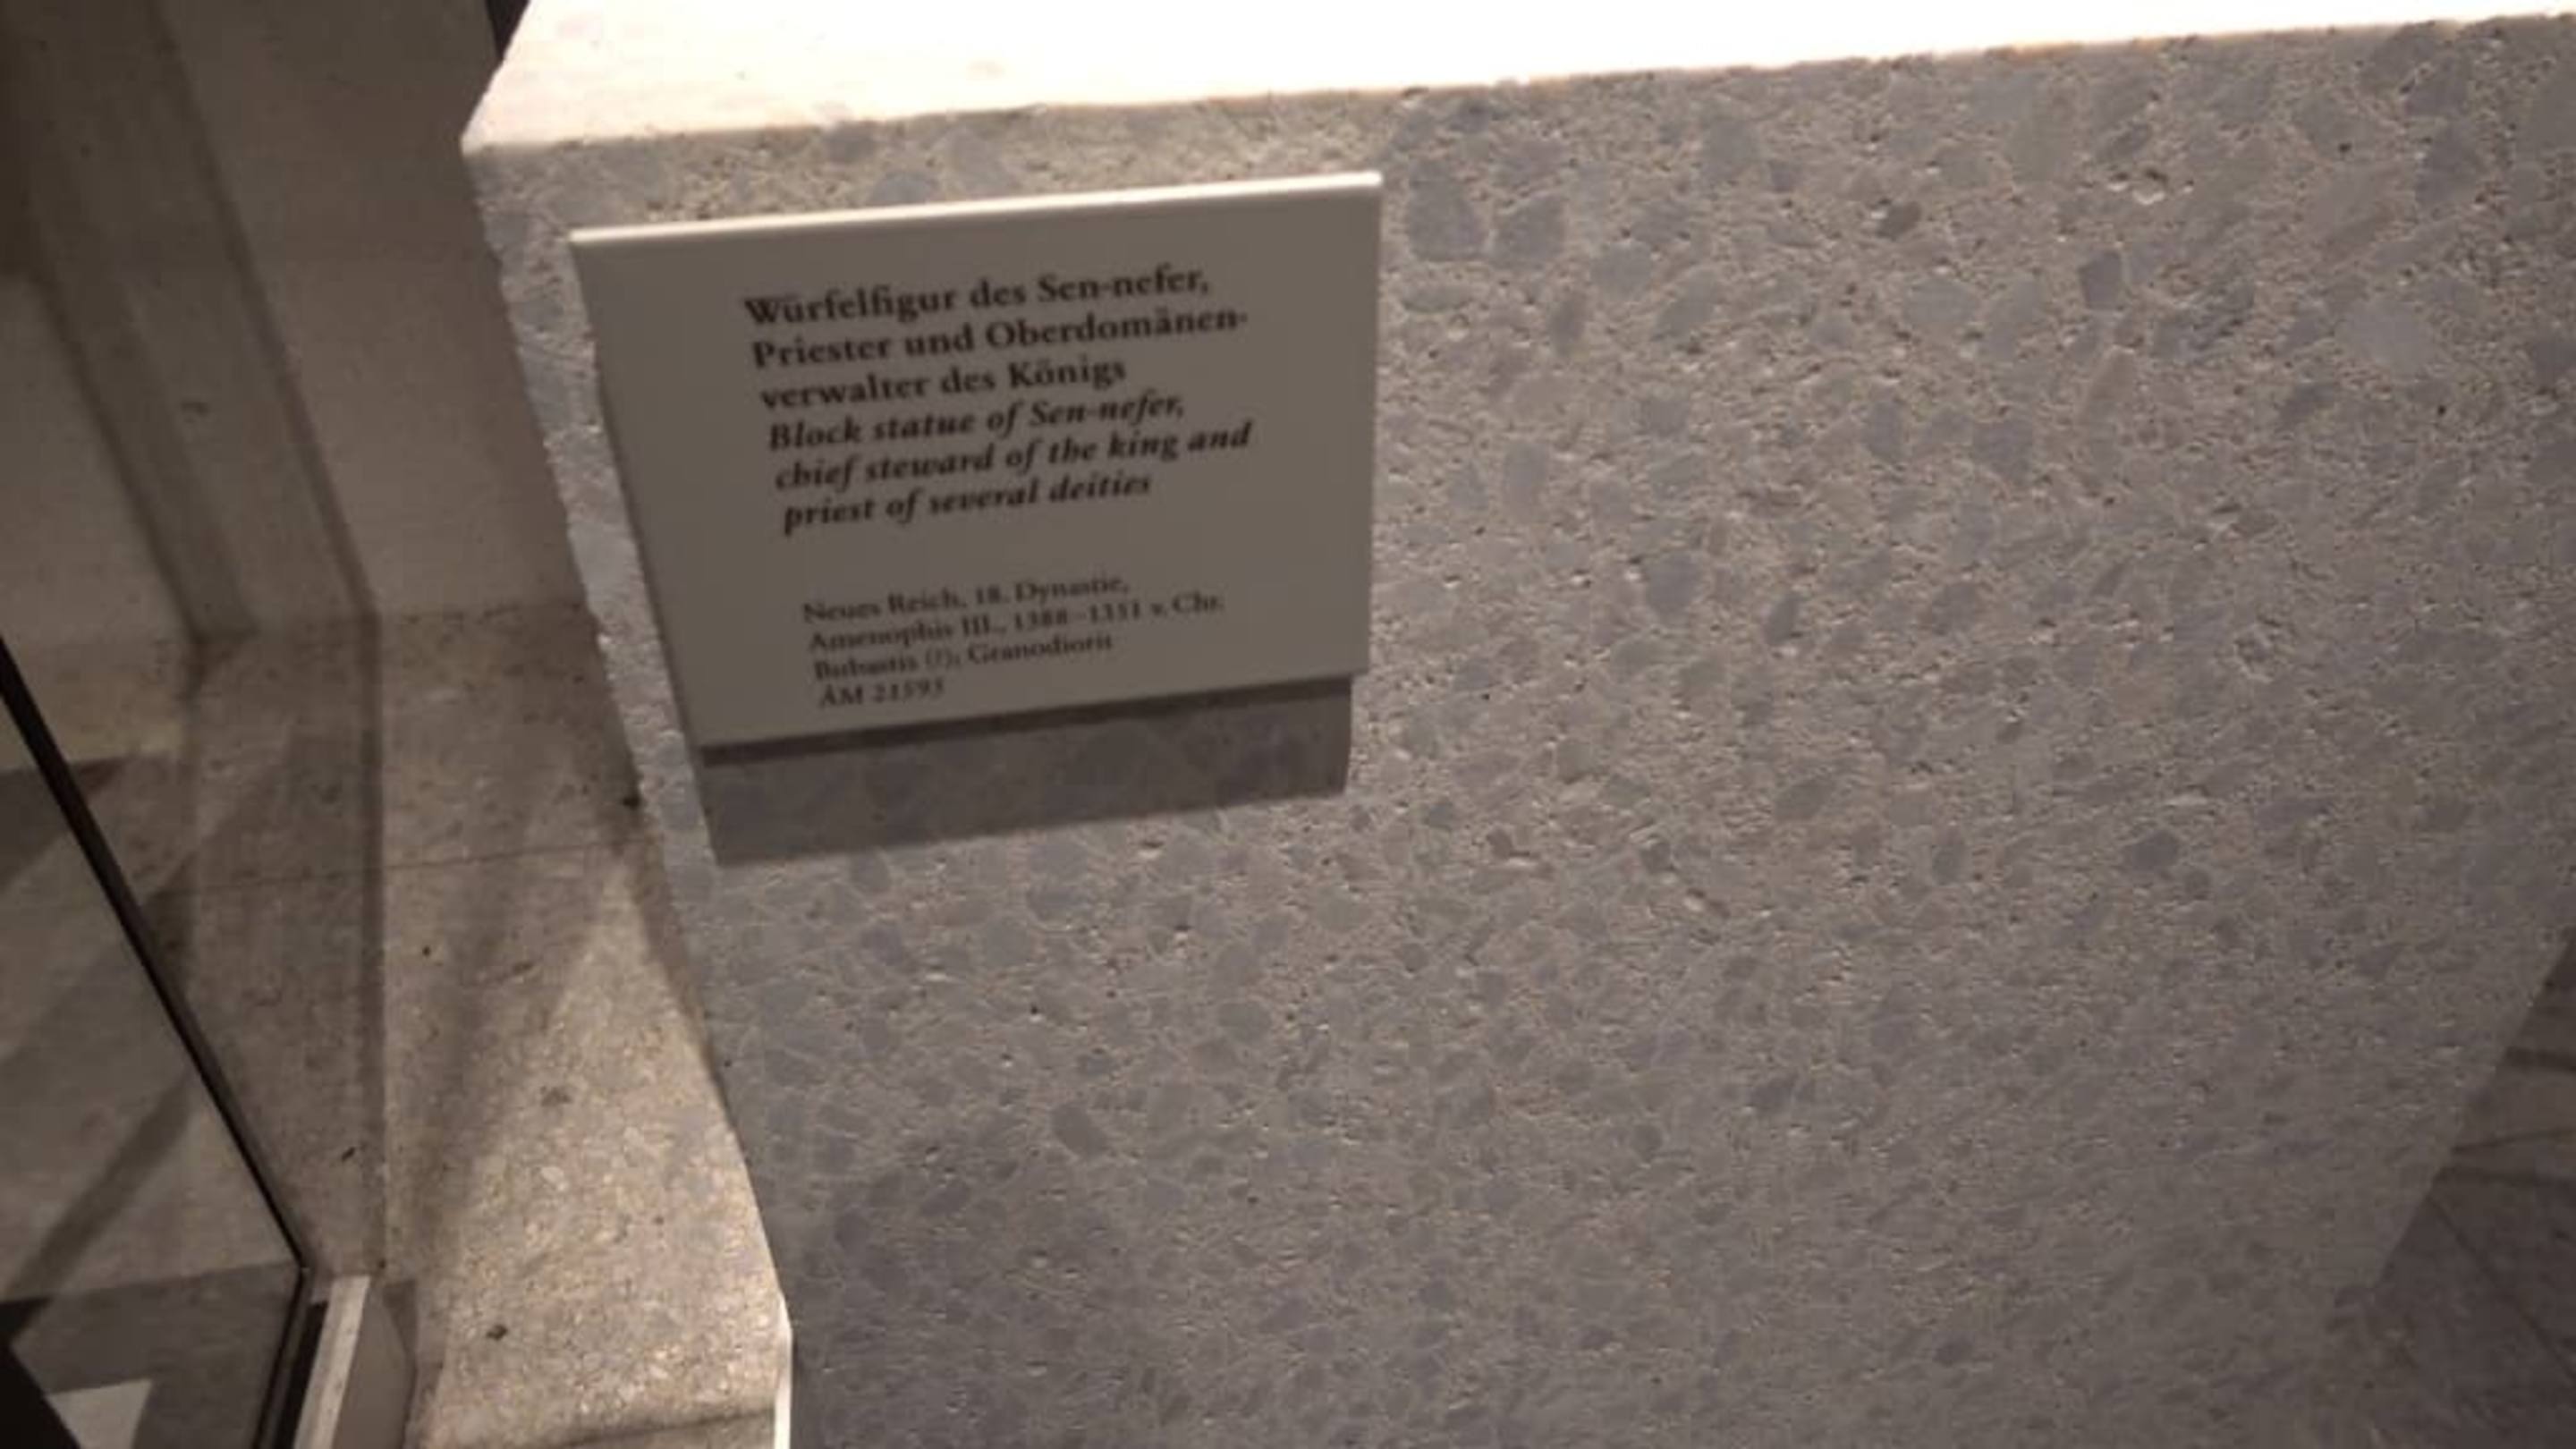 Würfelfigur des Sen-nefer,
Priester und Oberdomänen-
verwalter des Königs
Block statue of Sen-nefer,
chief steward of the king and
priest of several deities
Neues Reich, 18. Dynastie,
Amenophis III., 1388–1351 v. Chr.
Bubastis (?); Granodiorit
ÄM 21595